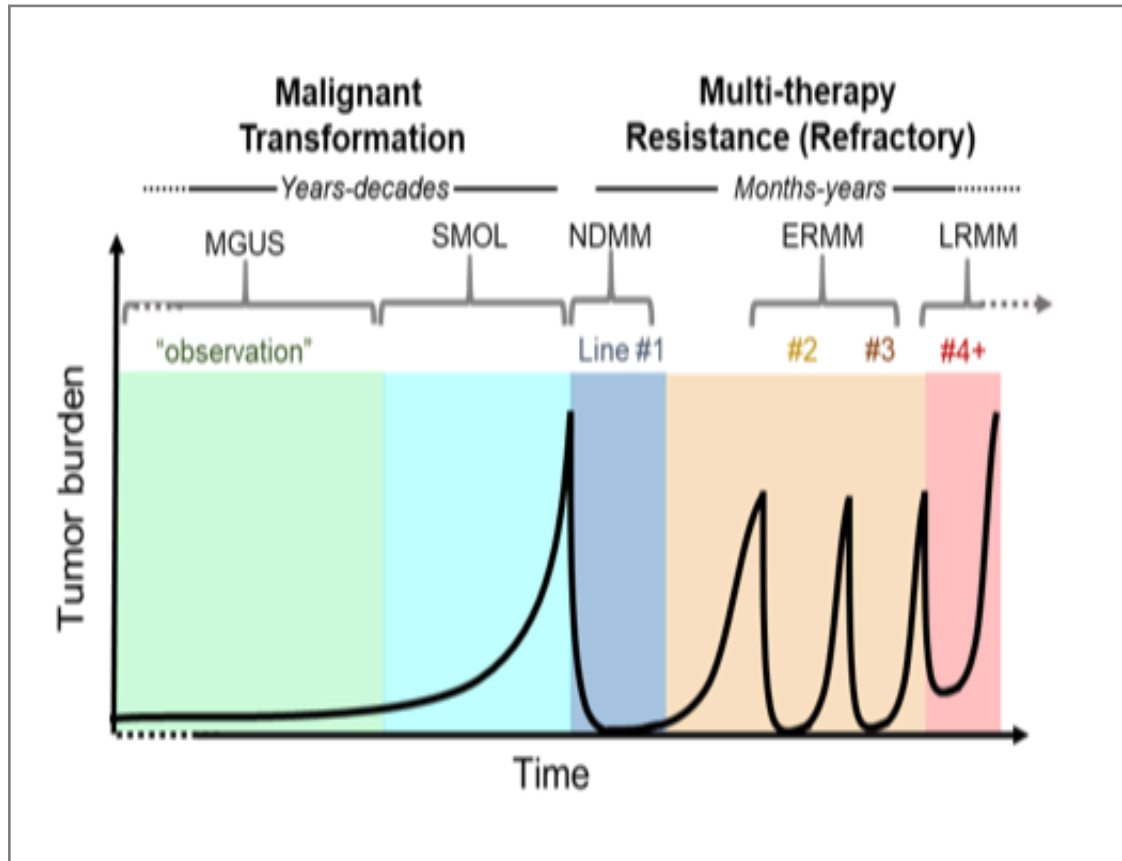 Malignant
Transformation
Multi-therapy
Resistance (Refractory)
Years-decades
Months-years
MGUS
SMOL
NDMM
ERMM
LRMM
“observation”
Line #1
#2
#3
#4+
Tumor burden
Time